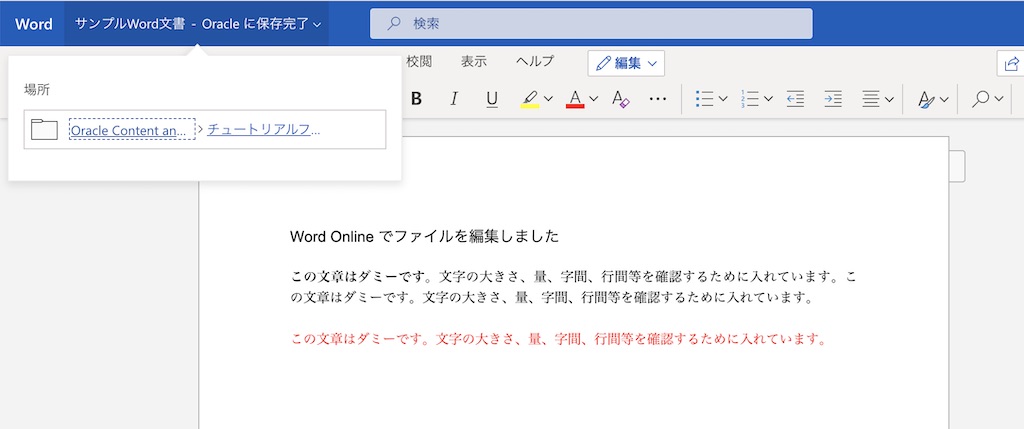 Word サンプルWord文書 - Oracle に保存完了 検索
校閲 表示 ヘルプ 編集
場所
B I U A A ...
Oracle Content an... > チュートリアルフ...
Word Online でファイルを編集しました
この文章はダミーです。文字の大きさ、量、字間、行間等を確認するために入れています。こ
の文章はダミーです。文字の大きさ、量、字間、行間等を確認するために入れています。
この文章はダミーです。文字の大きさ、量、字間、行間等を確認するために入れています。